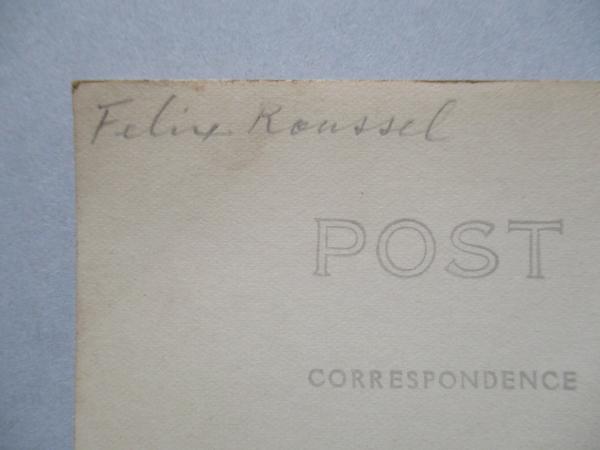 Felix Roussel
POST
CORRESPONDENCE